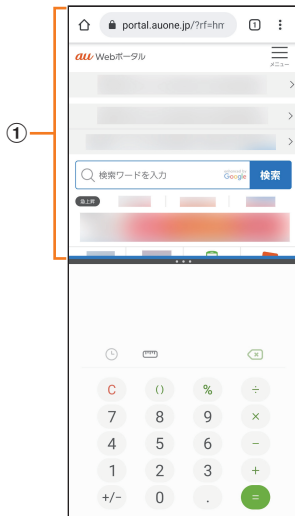 ①
portal.auone.jp/?rf=hm 1
au Webポータル
メニュー
検索ワードを入力 Google 検索
急上昇
C () % ÷
7 8 9 ×
4 5 6 −
1 2 3 +
+/− 0 . =